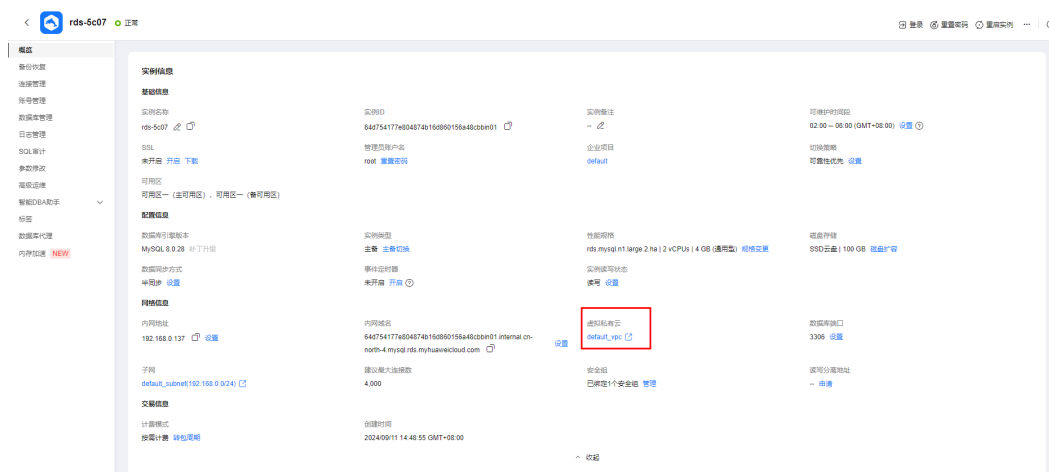 rds-5c07 正常
登录 重置密码 重启实例 ...
概览
备份恢复
连接管理
账号管理
数据库管理
日志管理
SQL审计
参数修改
高级运维
智能DBA助手
标签
数据库代理
内存加速 NEW
实例信息
基础信息
实例名称 实例ID 实例备注 可维护时间段
rds-5c07 64d754177e804874b16d860156a48cbbin01 -- 02:00 – 06:00 (GMT+08:00) 设置
SSL 管理员账户名 企业项目 切换策略
未开启 开启 下载 root 重置密码 default 可靠性优先 设置
可用区
可用区一（主可用区），可用区一（备可用区）
配置信息
数据库引擎版本 实例类型 性能规格 磁盘存储
MySQL 8.0.28 补丁升级 主备 主备切换 rds.mysql.n1.large.2.ha | 2 vCPUs | 4 GB (通用型) 规格变更 SSD云盘 | 100 GB 磁盘扩容
数据同步方式 事件定时器 实例读写状态
半同步 设置 未开启 开启 读写 设置
网络信息
内网地址 内网域名 虚拟私有云 数据库端口
192.168.0.137 设置 64d754177e804874b16d860156a48cbbin01.internal.cn- 设置 default_vpc 3306 设置
north-4.mysql.rds.myhuaweicloud.com
子网 建议最大连接数 安全组 读写分离地址
default_subnet(192.168.0.0/24) 4,000 已绑定1个安全组 管理 -- 申请
交易信息
计费模式 创建时间
按需计费 转包周期 2024/09/11 14:48:55 GMT+08:00
收起